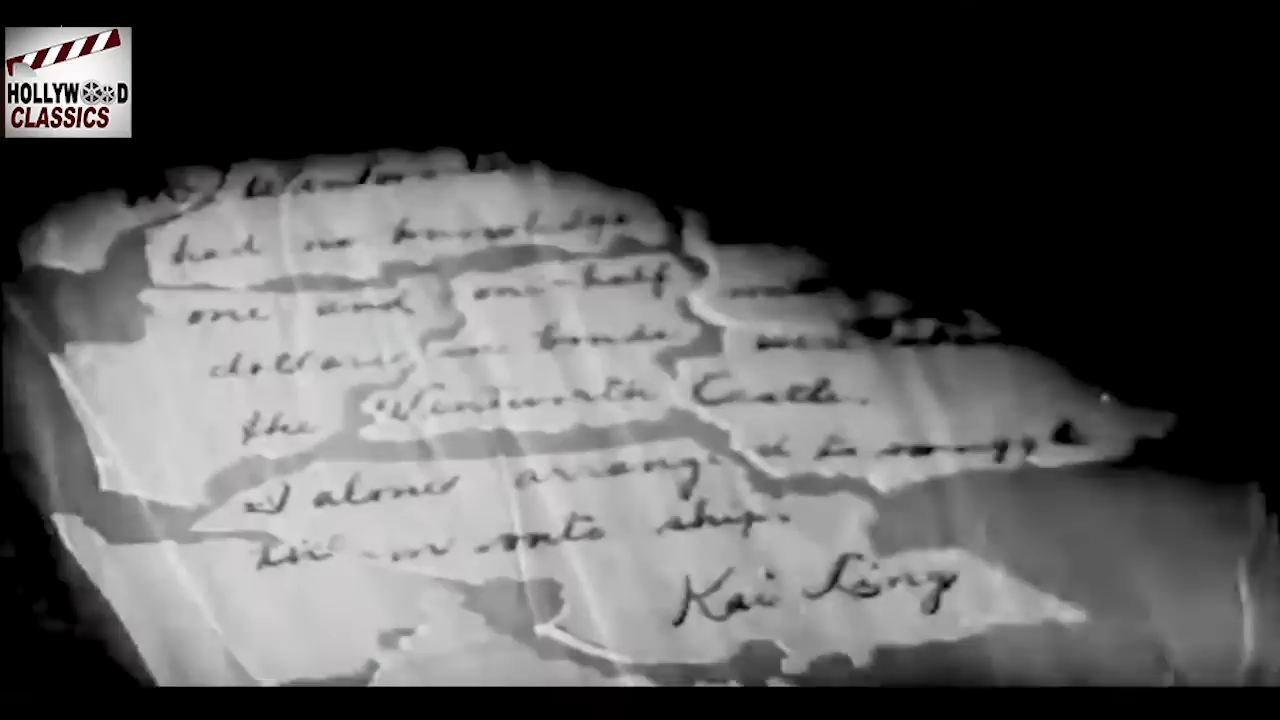 HOLLYWOOD
CLASSICS
had no knowledge
one and one-half
dollars in bonds were
the Wentworth Castle.
I alone arranged to smuggle
onto ship.
Kai Ling